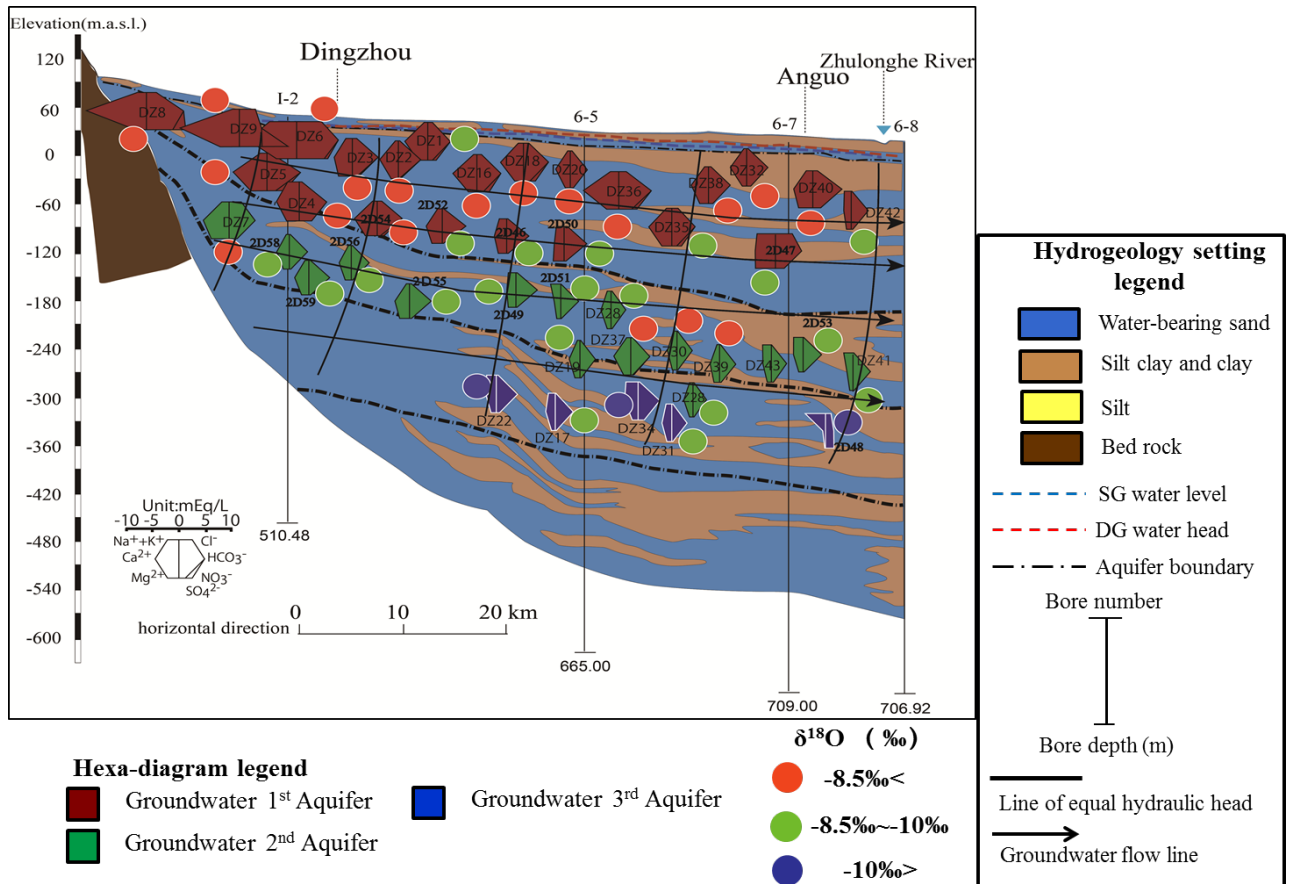 Elevation(m.a.s.l.)
120
60
0
-60
-120
-180
-240
-300
-360
-420
-480
-540
-600
Dingzhou
Zhulonghe River
Anguo
I-2
6-5
6-7
6-8
DZ8
DZ9
DZ6
DZ1
DZ3
DZ2
DZ18
DZ5
DZ16
DZ20
DZ32
DZ4
DZ36
DZ38
DZ40
DZ7
2D54
2D52
2D46
2D50
DZ35
2D47
DZ42
2D58
2D56
2D59
2D55
2D51
2D49
DZ28
2D53
DZ37
DZ30
DZ19
DZ39
DZ43
DZ41
DZ22
DZ17
DZ34
DZ28
DZ31
2D48
Unit:mEq/L
-10 -5 0 5 10
Na⁺+K⁺ Cl⁻
Ca²⁺ HCO₃⁻
Mg²⁺ NO₃⁻
SO₄²⁻
510.48
665.00
709.00
706.92
0 10 20 km
horizontal direction
Hydrogeology setting
legend
Water-bearing sand
Silt clay and clay
Silt
Bed rock
SG water level
DG water head
Aquifer boundary
Bore number
Bore depth (m)
Line of equal hydraulic head
Groundwater flow line
Hexa-diagram legend
Groundwater 1st Aquifer
Groundwater 2nd Aquifer
Groundwater 3rd Aquifer
δ¹⁸O (‰)
-8.5‰<
-8.5‰~-10‰
-10‰>